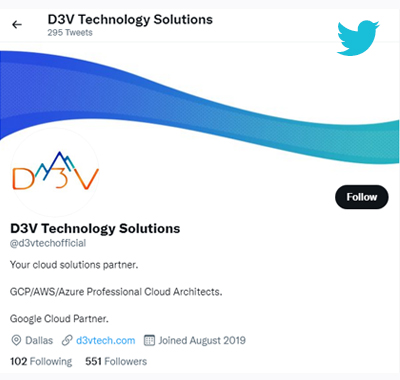 D3V Technology Solutions
295 Tweets
D3V
Follow
D3V Technology Solutions
@d3vtechofficial
Your cloud solutions partner.
GCP/AWS/Azure Professional Cloud Architects.
Google Cloud Partner.
Dallas d3vtech.com Joined August 2019
102 Following 551 Followers